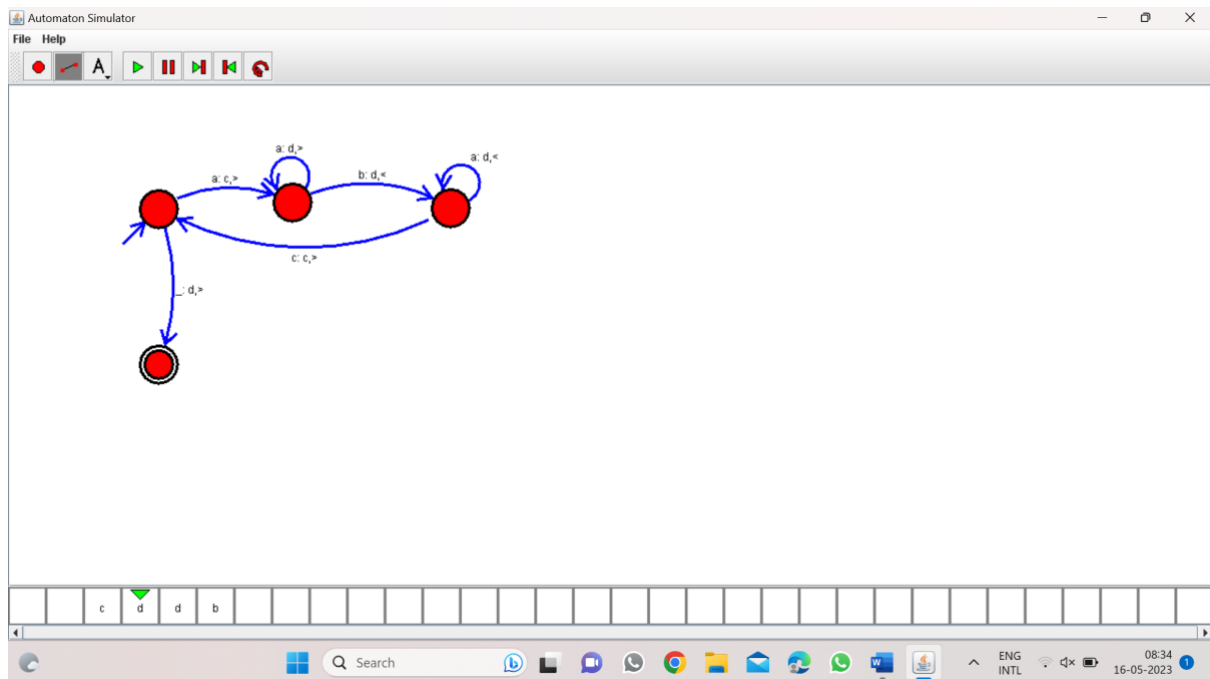 Automaton Simulator
File Help
A
a: d,>
a: d,<
a: c,>
b: d,<
c: c,>
_: d,>
c d d b
Search
ENG
INTL
08:34
16-05-2023
1